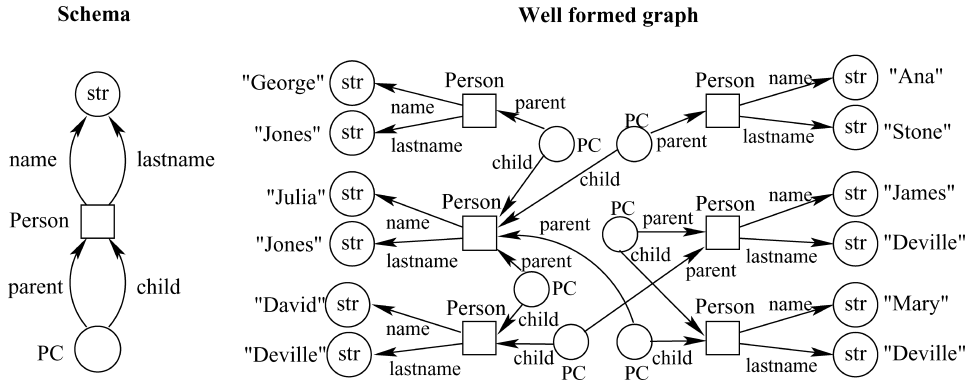 Schema
str
name
lastname
Person
parent
child
PC
Well formed graph
"George"
str
"Jones"
str
name
lastname
Person
parent
PC
child
"Julia"
str
"Jones"
str
name
lastname
Person
parent
PC
child
"David"
str
"Deville"
str
name
lastname
Person
child
PC
PC
parent
child
Person
name
str
"Ana"
lastname
str
"Stone"
PC
parent
child
Person
name
str
"James"
lastname
str
"Deville"
parent
parent
PC
child
Person
name
str
"Mary"
lastname
str
"Deville"